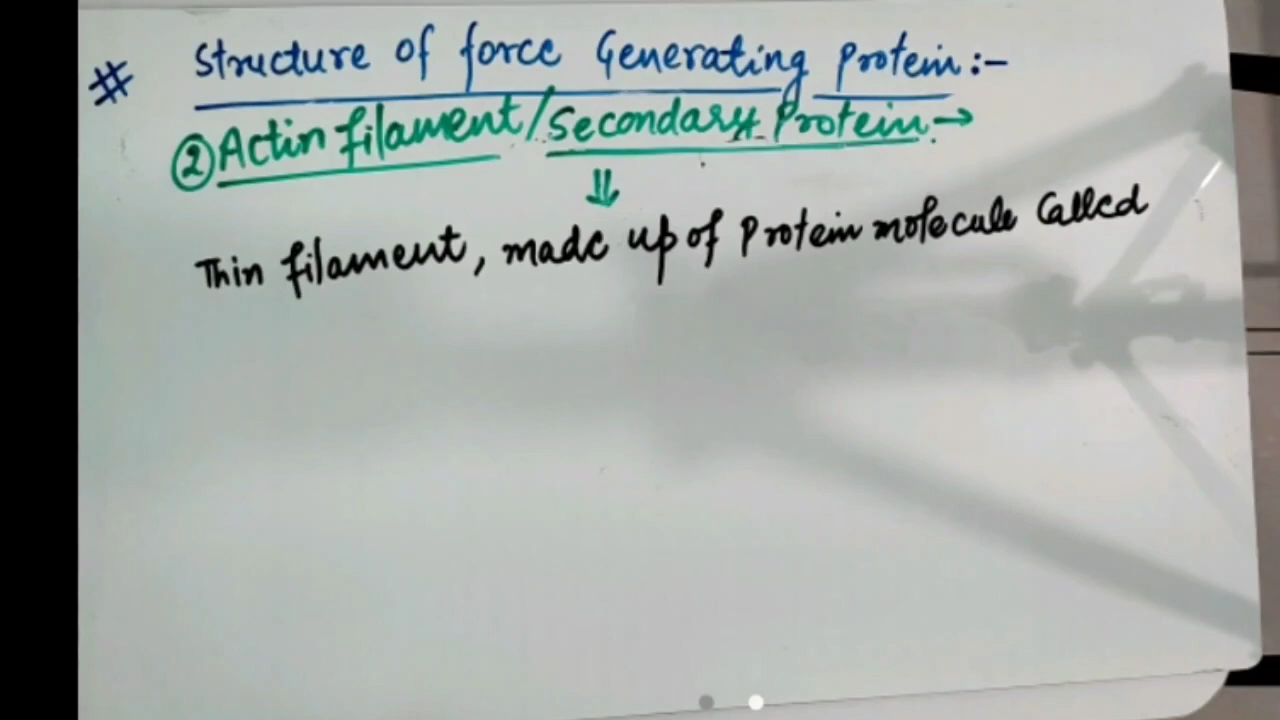 # Structure of force Generating Protein:-
② Actin filament/Secondary Protein →
⇓
Thin filament, made up of Protein molecule Called